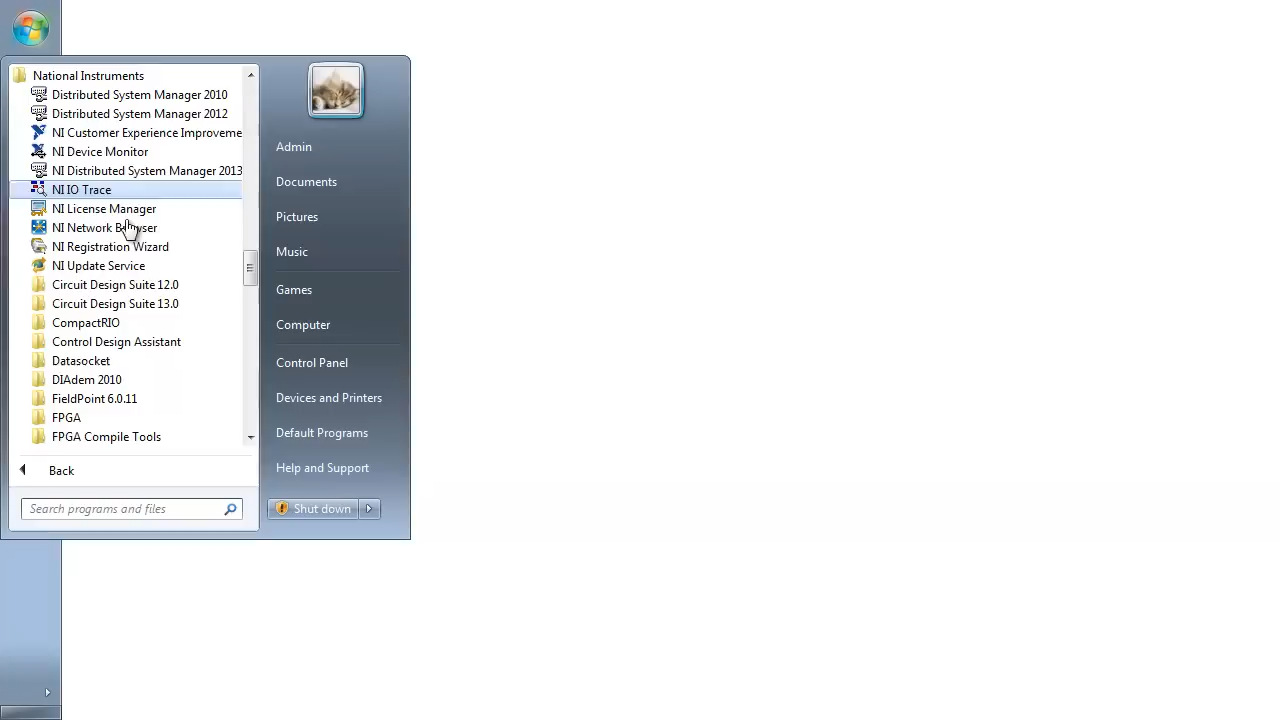 National Instruments
Distributed System Manager 2010
Distributed System Manager 2012
NI Customer Experience Improveme
NI Device Monitor
NI Distributed System Manager 2013
NI IO Trace
NI License Manager
NI Network Browser
NI Registration Wizard
NI Update Service
Circuit Design Suite 12.0
Circuit Design Suite 13.0
CompactRIO
Control Design Assistant
Datasocket
DIAdem 2010
FieldPoint 6.0.11
FPGA
FPGA Compile Tools
Back
Search programs and files
Admin
Documents
Pictures
Music
Games
Computer
Control Panel
Devices and Printers
Default Programs
Help and Support
Shut down